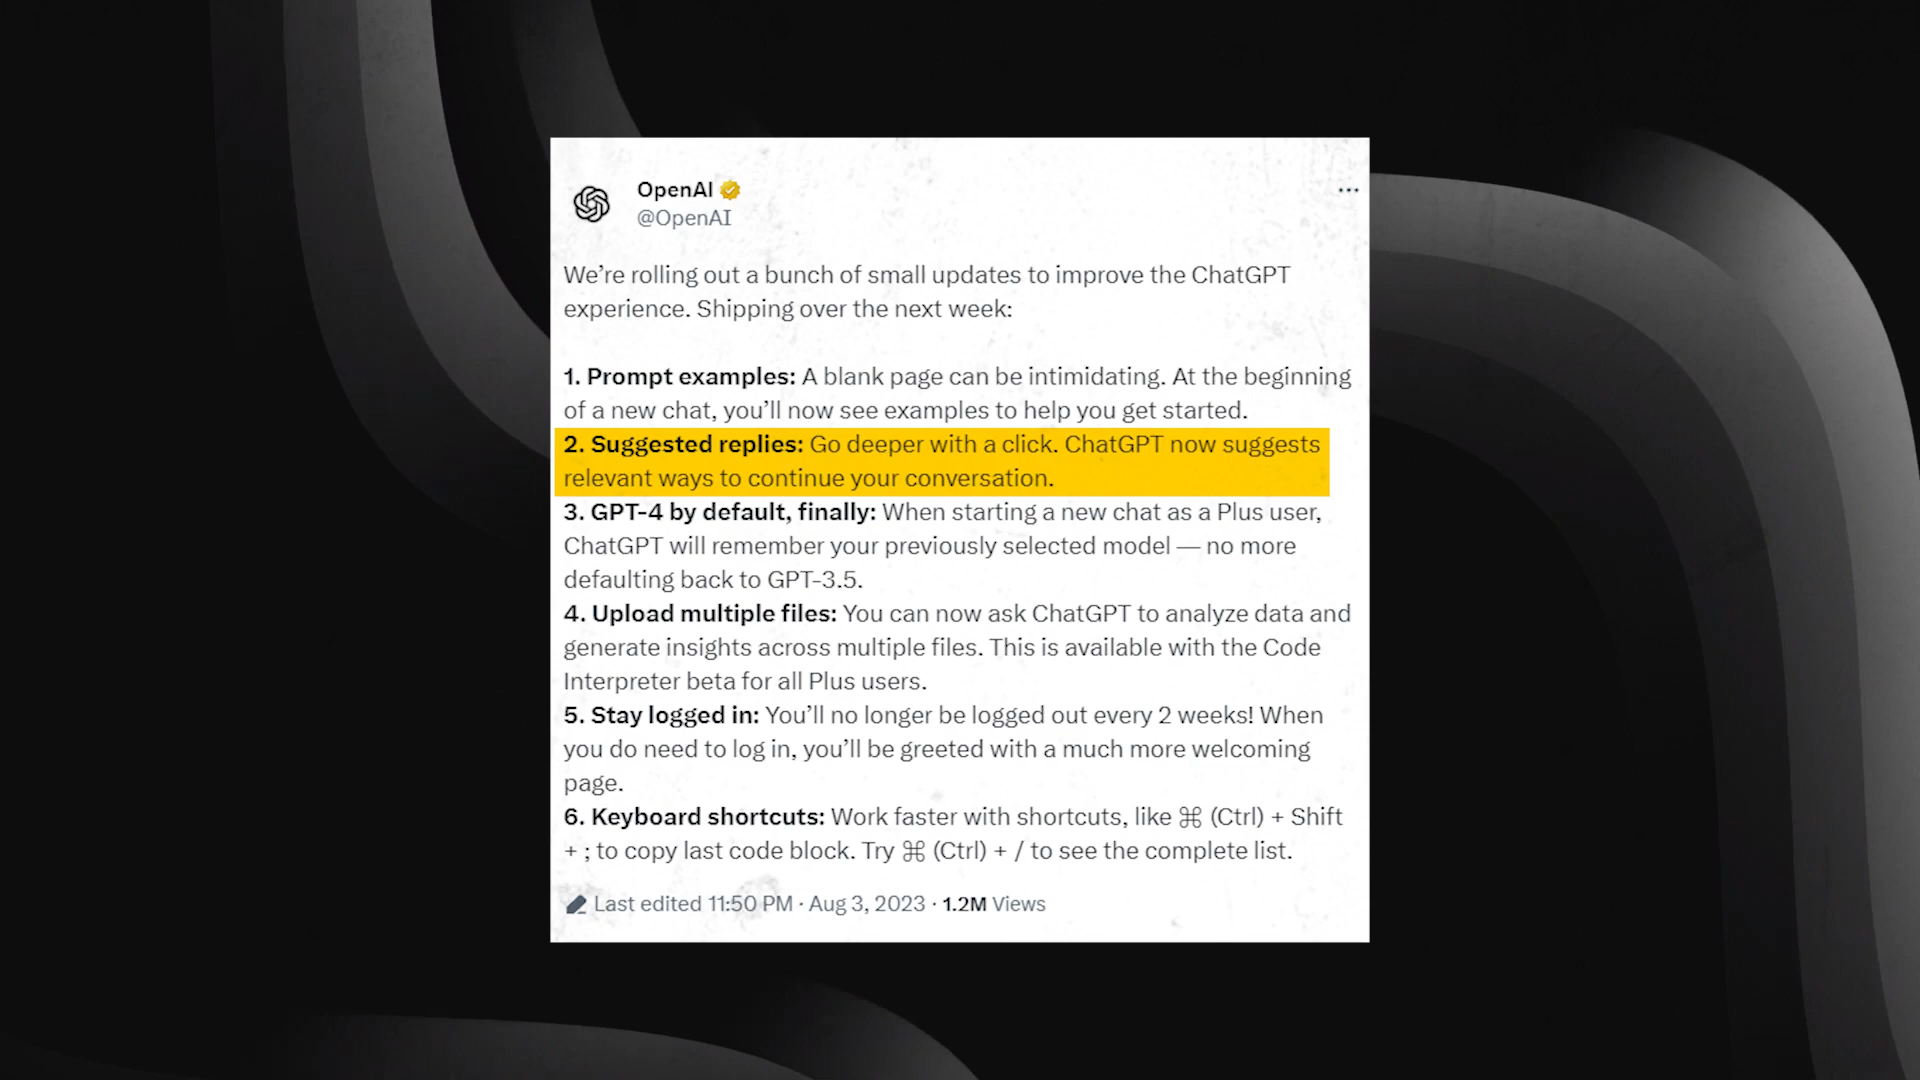 OpenAI
@OpenAI
...
We’re rolling out a bunch of small updates to improve the ChatGPT
experience. Shipping over the next week:
1. Prompt examples: A blank page can be intimidating. At the beginning
of a new chat, you’ll now see examples to help you get started.
2. Suggested replies: Go deeper with a click. ChatGPT now suggests
relevant ways to continue your conversation.
3. GPT-4 by default, finally: When starting a new chat as a Plus user,
ChatGPT will remember your previously selected model — no more
defaulting back to GPT-3.5.
4. Upload multiple files: You can now ask ChatGPT to analyze data and
generate insights across multiple files. This is available with the Code
Interpreter beta for all Plus users.
5. Stay logged in: You’ll no longer be logged out every 2 weeks! When
you do need to log in, you’ll be greeted with a much more welcoming
page.
6. Keyboard shortcuts: Work faster with shortcuts, like ⌘ (Ctrl) + Shift
+ ; to copy last code block. Try ⌘ (Ctrl) + / to see the complete list.
Last edited 11:50 PM · Aug 3, 2023 · 1.2M Views